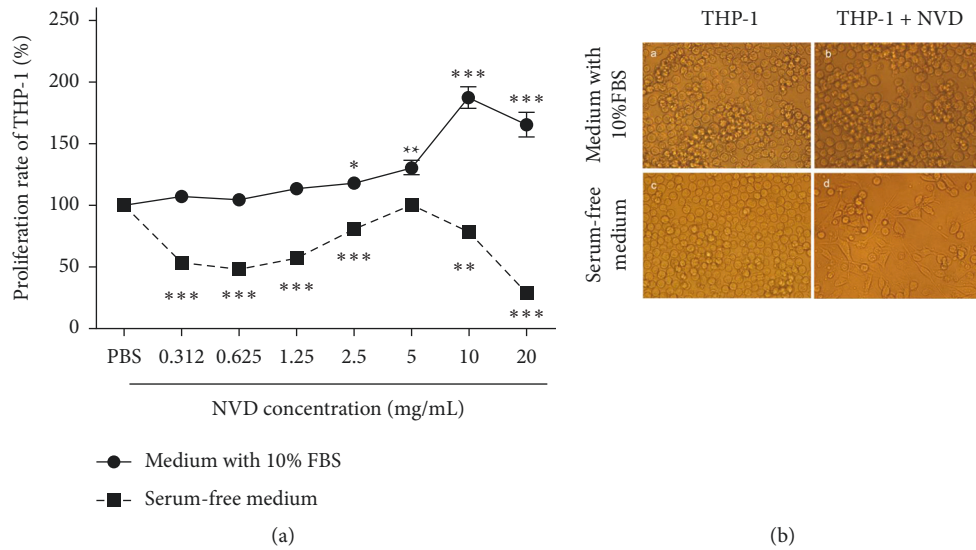 250
200
150
100
50
0
Proliferation rate of THP-1 (%)
***
***
**
*
***
***
***
***
**
***
PBS 0.312 0.625 1.25 2.5 5 10 20
NVD concentration (mg/mL)
Medium with 10% FBS
Serum-free medium
(a)
THP-1 THP-1 + NVD
Medium with
10%FBS
a b
Serum-free
medium
c d
(b)